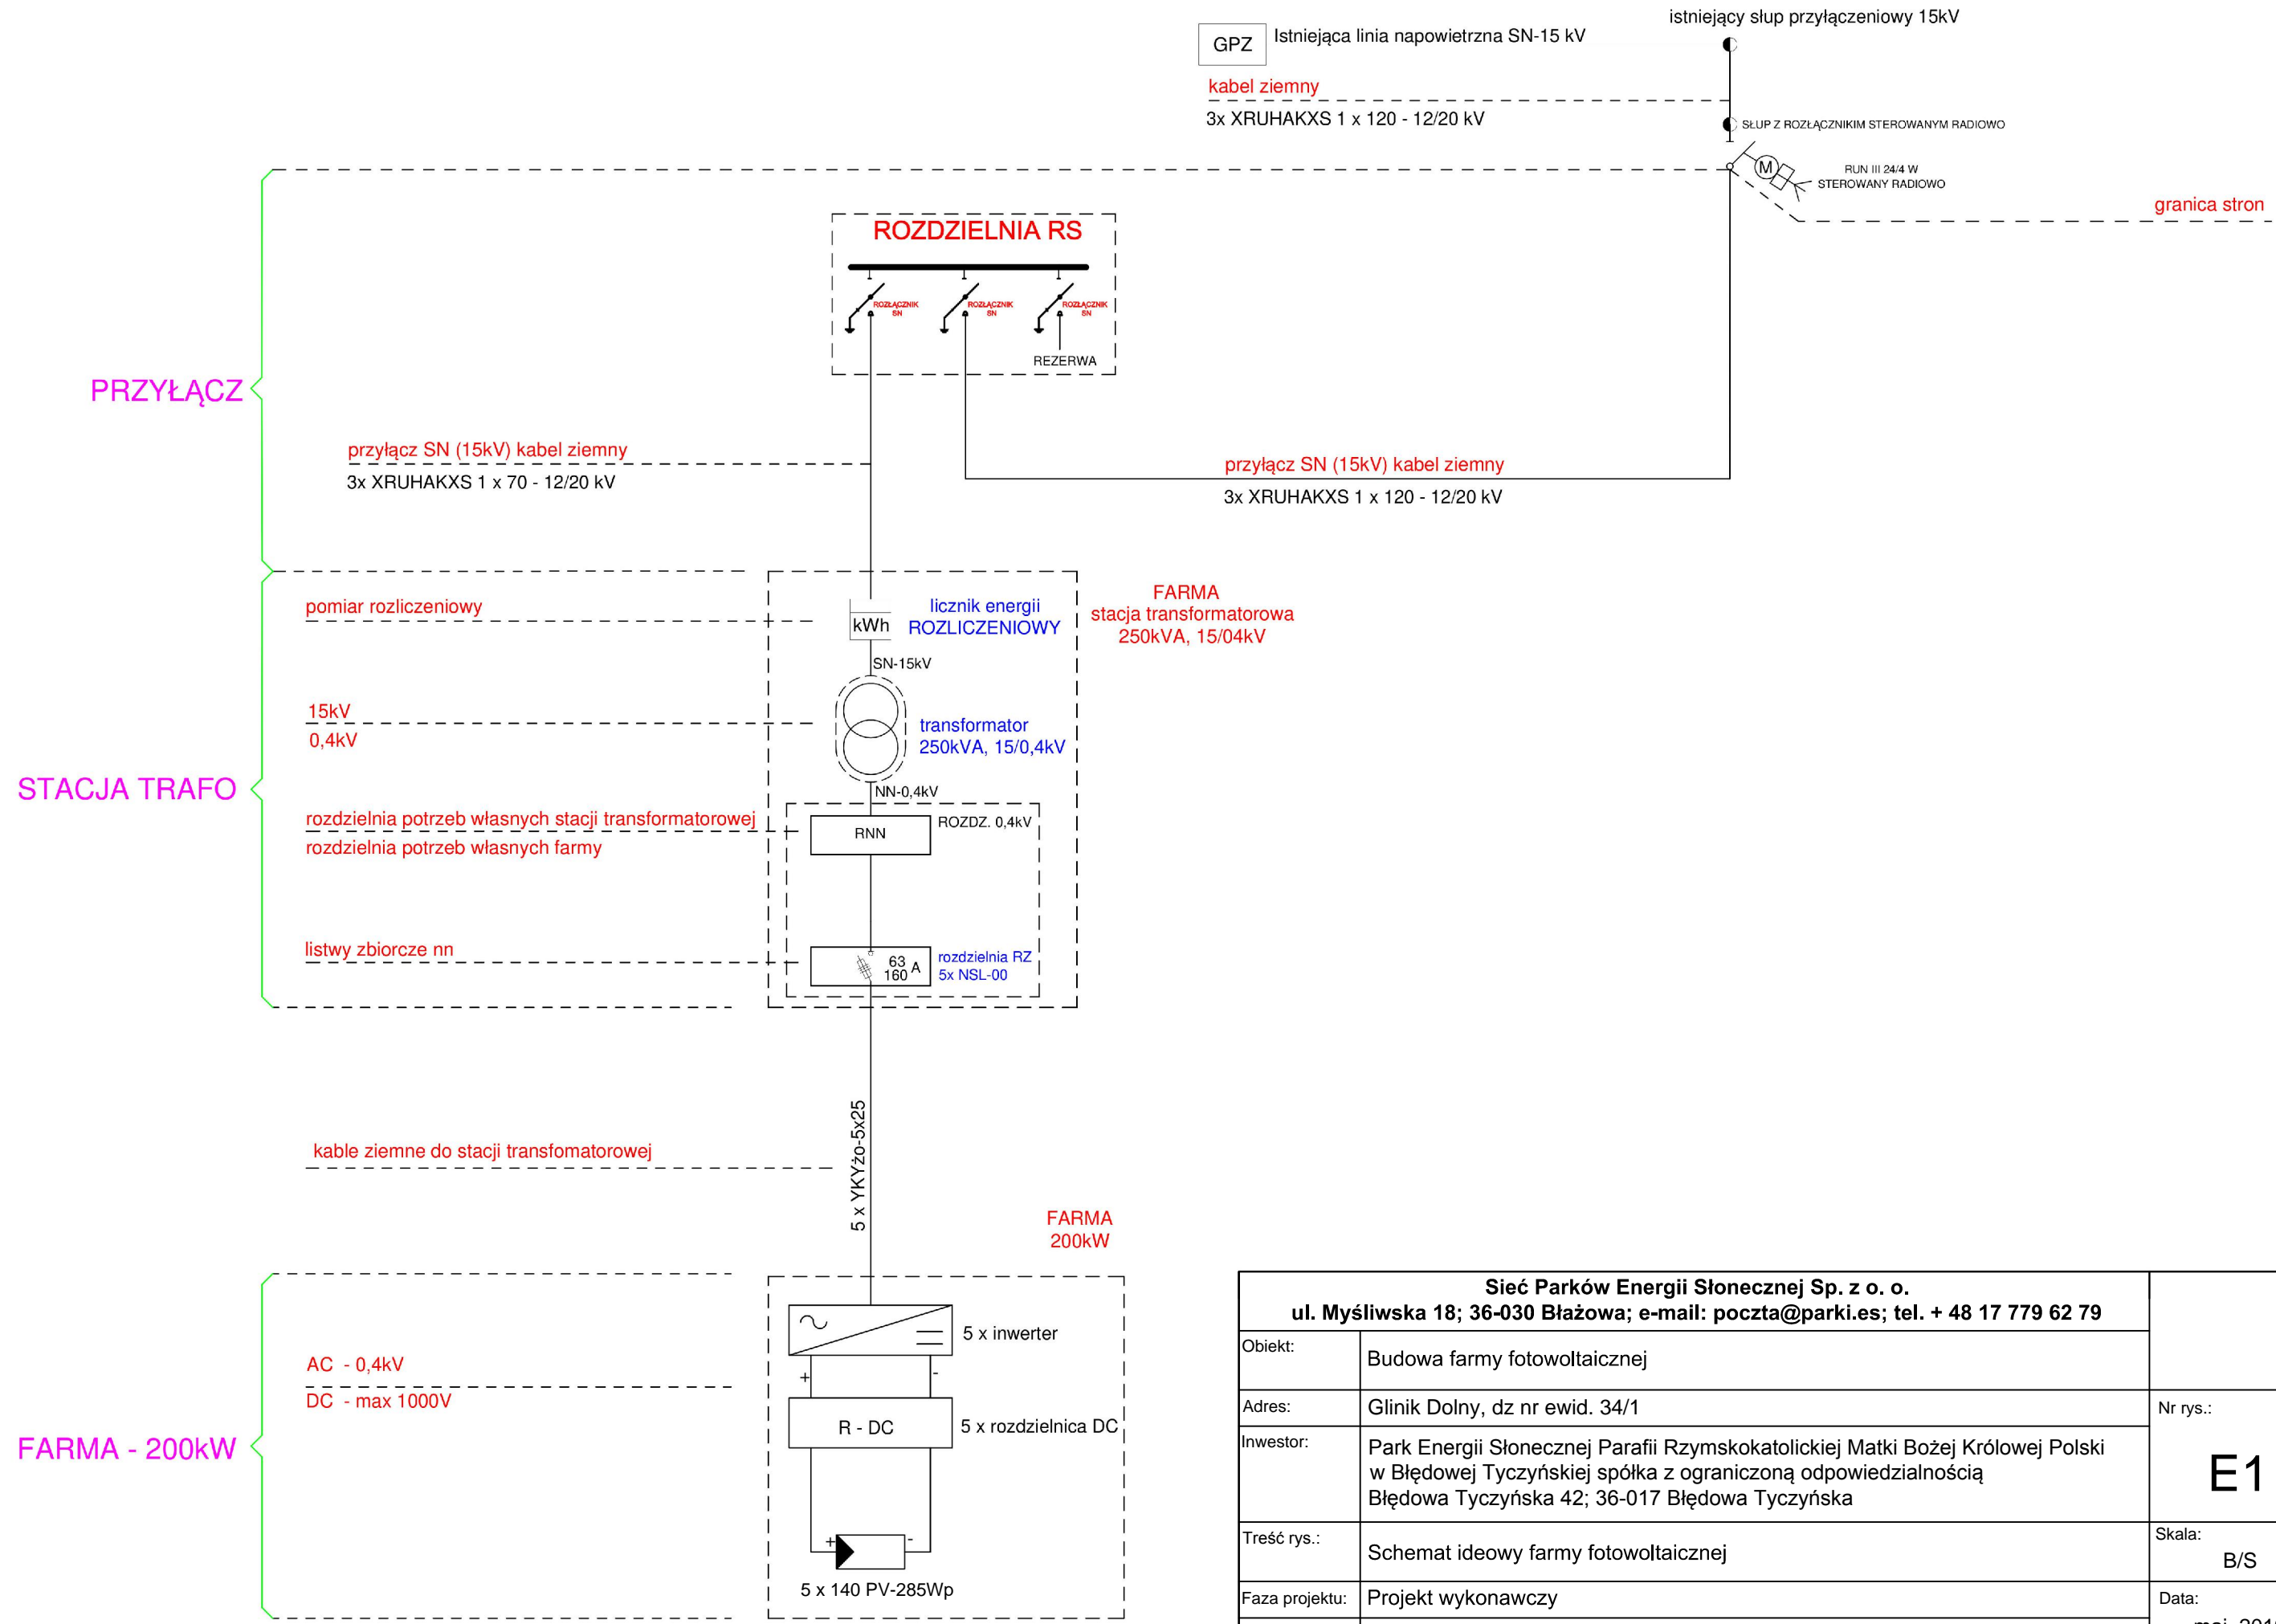 istniejący słup przyłączeniowy 15kV
GPZ
Istniejąca linia napowietrzna SN-15 kV
kabel ziemny
3x XRUHAKXS 1 x 120 - 12/20 kV
SŁUP Z ROZŁĄCZNIKIM STEROWANYM RADIOWO
M
RUN III 24/4 W
STEROWANY RADIOWO
granica stron
ROZDZIELNIA RS
ROZŁĄCZNIK
SN
ROZŁĄCZNIK
SN
ROZŁĄCZNIK
SN
REZERWA
PRZYŁĄCZ
przyłącz SN (15kV) kabel ziemny
3x XRUHAKXS 1 x 70 - 12/20 kV
przyłącz SN (15kV) kabel ziemny
3x XRUHAKXS 1 x 120 - 12/20 kV
pomiar rozliczeniowy
kWh
licznik energii
ROZLICZENIOWY
FARMA
stacja transformatorowa
250kVA, 15/04kV
SN-15kV
15kV
0,4kV
transformator
250kVA, 15/0,4kV
STACJA TRAFO
NN-0,4kV
rozdzielnia potrzeb własnych stacji transformatorowej
rozdzielnia potrzeb własnych farmy
RNN
ROZDZ. 0,4kV
listwy zbiorcze nn
63
160 A
rozdzielnia RZ
5x NSL-00
5 x YKYżo-5x25
kable ziemne do stacji transfomatorowej
FARMA
200kW
5 x inwerter
AC - 0,4kV
DC - max 1000V
+
-
R - DC
5 x rozdzielnica DC
FARMA - 200kW
+
-
5 x 140 PV-285Wp
Sieć Parków Energii Słonecznej Sp. z o. o.
ul. Myśliwska 18; 36-030 Błażowa; e-mail: poczta@parki.es; tel. + 48 17 779 62 79
Obiekt:
Budowa farmy fotowoltaicznej
Adres:
Glinik Dolny, dz nr ewid. 34/1
Nr rys.:
E1
Inwestor:
Park Energii Słonecznej Parafii Rzymskokatolickiej Matki Bożej Królowej Polski
w Błędowej Tyczyńskiej spółka z ograniczoną odpowiedzialnością
Błędowa Tyczyńska 42; 36-017 Błędowa Tyczyńska
Treść rys.:
Schemat ideowy farmy fotowoltaicznej
Skala:
B/S
Faza projektu:
Projekt wykonawczy
Data: